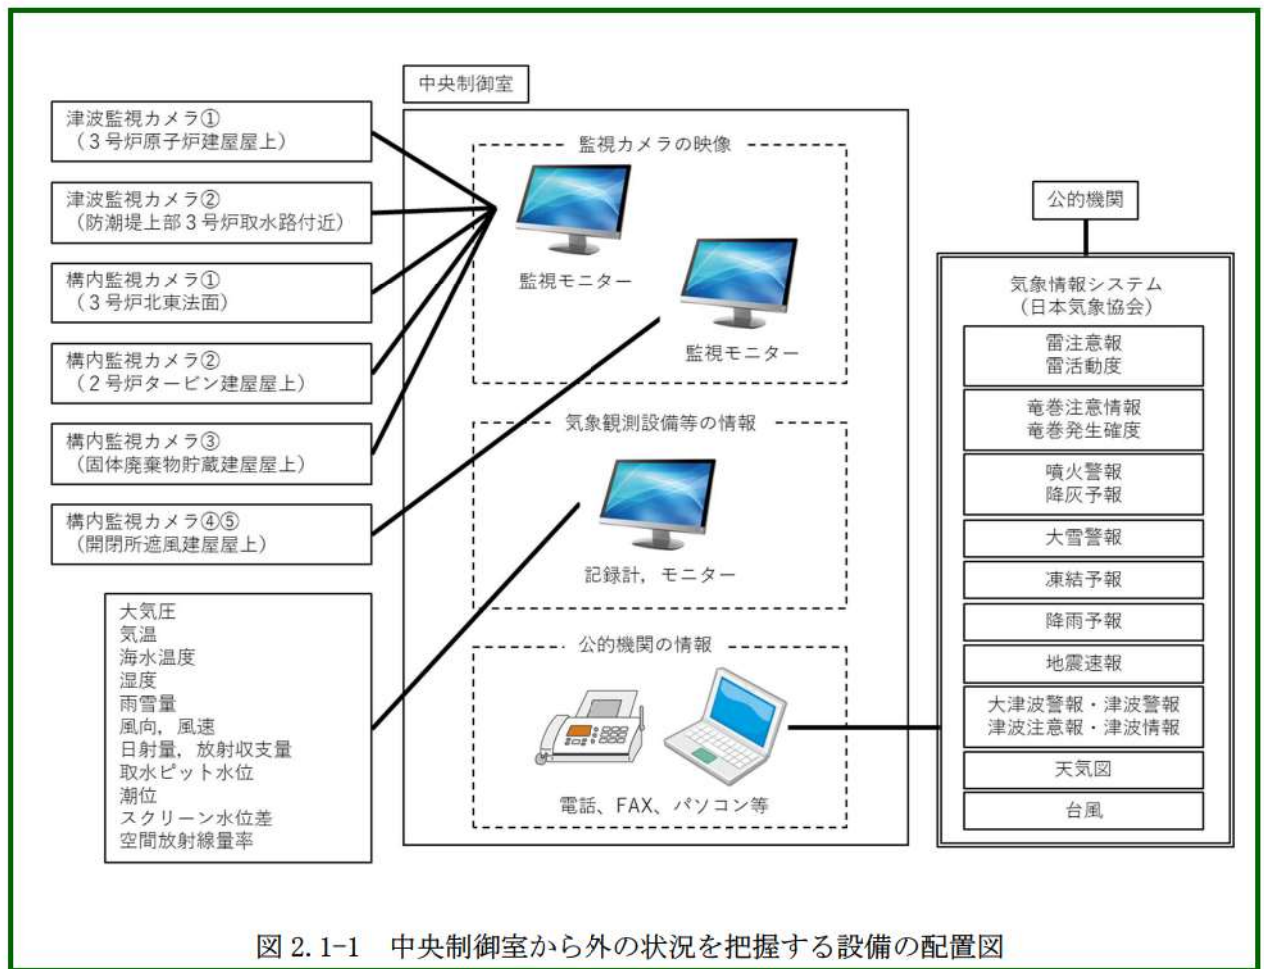 中央制御室
津波監視カメラ①
（３号炉原子炉建屋屋上）
津波監視カメラ②
（防潮堤上部３号炉取水路付近）
構内監視カメラ①
（３号炉北東法面）
構内監視カメラ②
（２号炉タービン建屋屋上）
構内監視カメラ③
（固体廃棄物貯蔵建屋屋上）
構内監視カメラ④⑤
（開閉所遮風建屋屋上）
大気圧
気温
海水温度
湿度
雨雪量
風向，風速
日射量，放射収支量
取水ピット水位
潮位
スクリーン水位差
空間放射線量率
監視カメラの映像
監視モニター
監視モニター
気象観測設備等の情報
記録計，モニター
公的機関の情報
電話、FAX、パソコン等
公的機関
気象情報システム
（日本気象協会）
雷注意報
雷活動度
竜巻注意情報
竜巻発生確度
噴火警報
降灰予報
大雪警報
凍結予報
降雨予報
地震速報
大津波警報・津波警報
津波注意報・津波情報
天気図
台風
図 2.1-1　中央制御室から外の状況を把握する設備の配置図